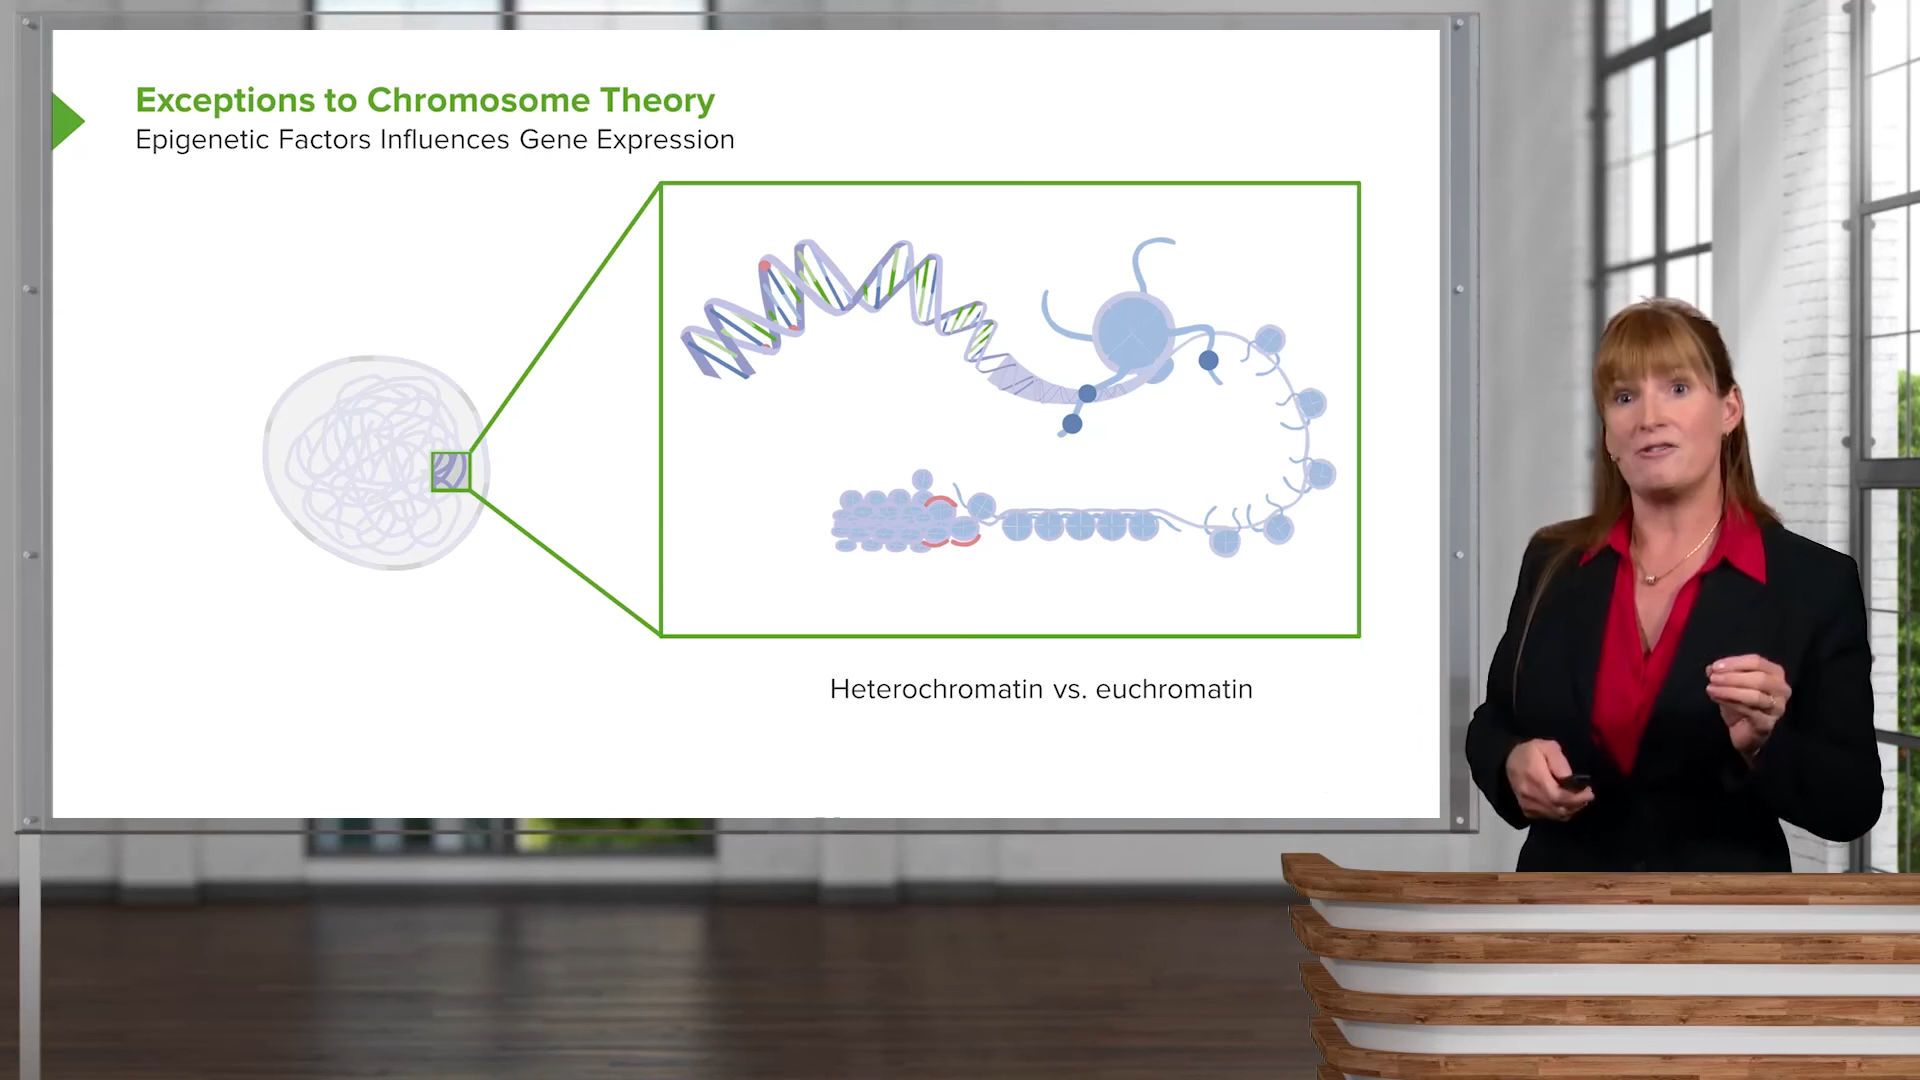 Exceptions to Chromosome Theory
Epigenetic Factors Influences Gene Expression
Heterochromatin vs. euchromatin